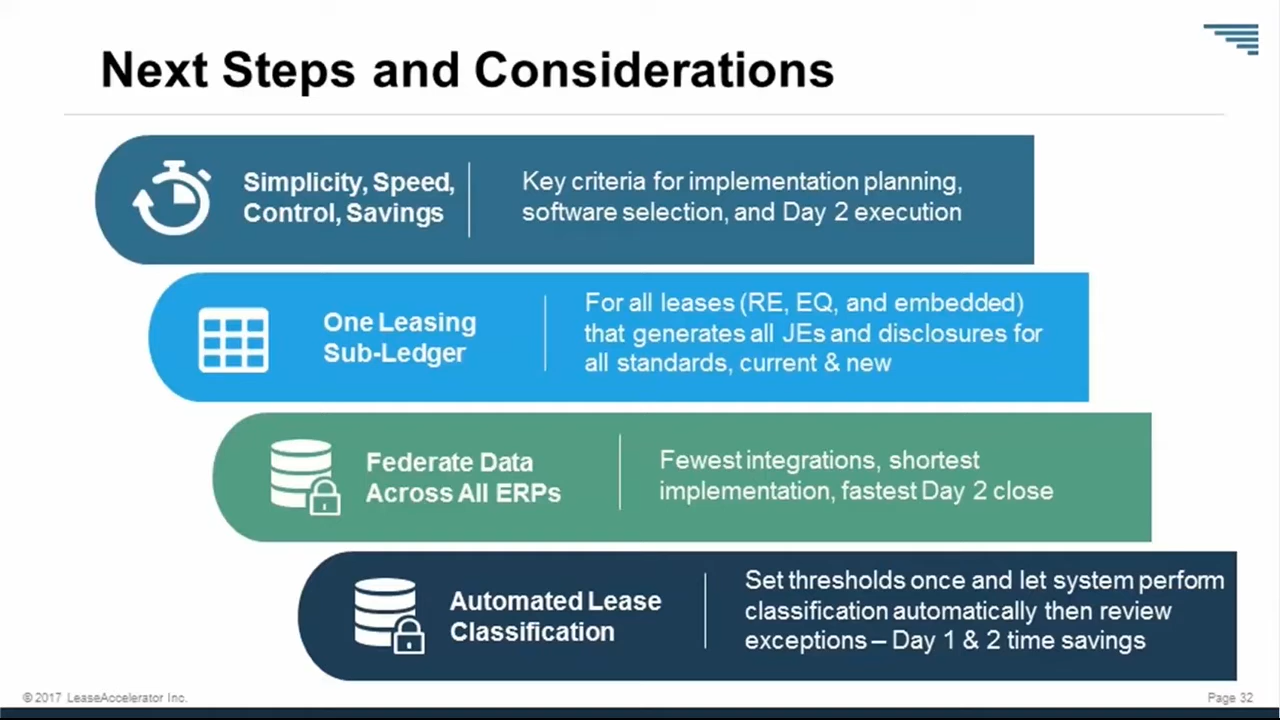 Next Steps and Considerations
Simplicity, Speed,
Control, Savings
Key criteria for implementation planning,
software selection, and Day 2 execution
One Leasing
Sub-Ledger
For all leases (RE, EQ, and embedded)
that generates all JEs and disclosures for
all standards, current & new
Federate Data
Across All ERPs
Fewest integrations, shortest
implementation, fastest Day 2 close
Automated Lease
Classification
Set thresholds once and let system perform
classification automatically then review
exceptions – Day 1 & 2 time savings
© 2017 LeaseAccelerator Inc.
Page 32